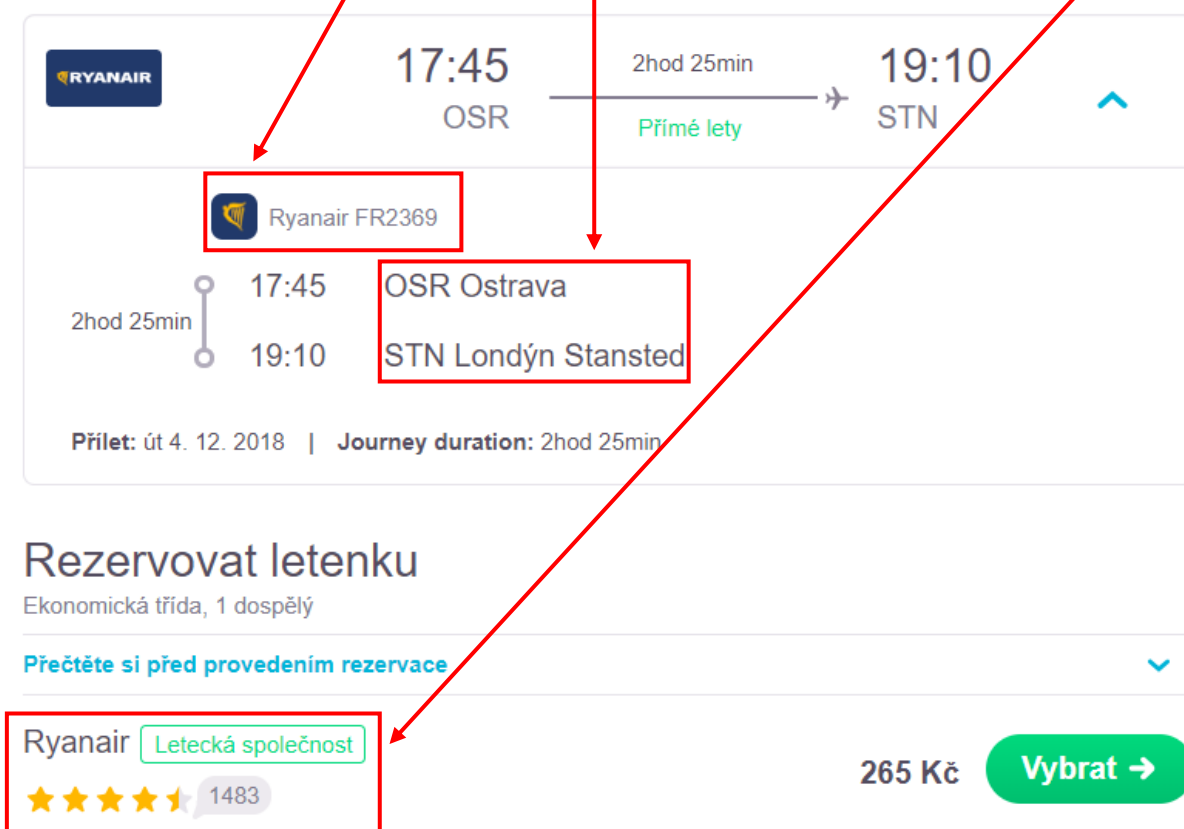 RYANAIR
17:45 2hod 25min 19:10
OSR Přímé lety STN
Ryanair FR2369
17:45 OSR Ostrava
2hod 25min
19:10 STN Londýn Stansted
Přílet: út 4. 12. 2018 | Journey duration: 2hod 25min
Rezervovat letenku
Ekonomická třída, 1 dospělý
Přečtěte si před provedením rezervace
Ryanair Letecká společnost
265 Kč Vybrat →
1483